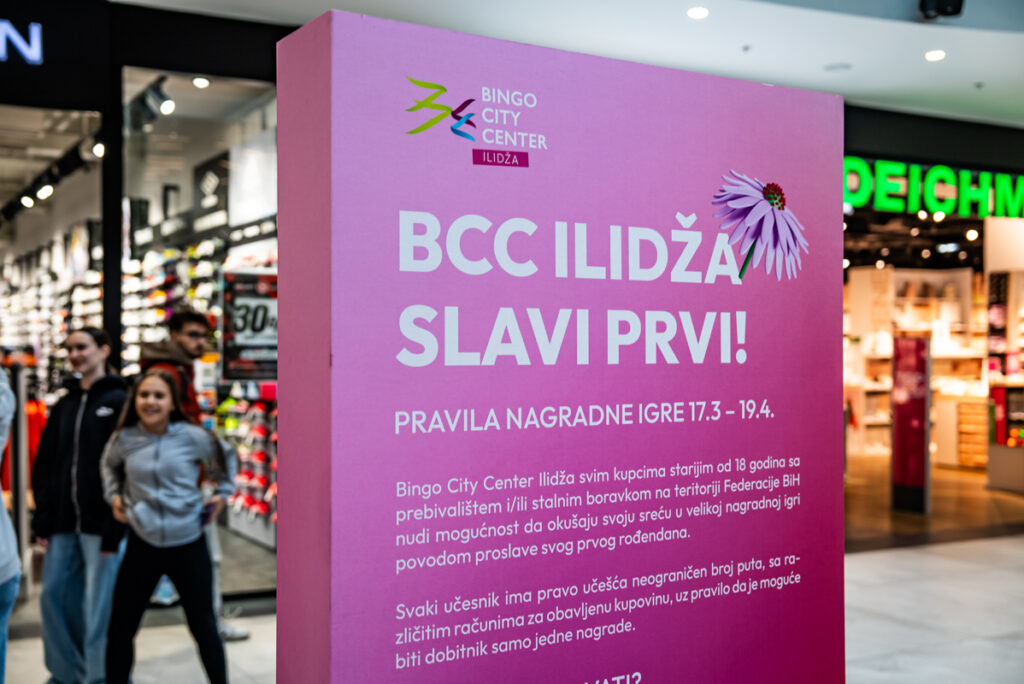 N
BINGO
CITY
CENTER
ILIDŽA
DEICHM
BCC ILIDŽA
SLAVI PRVI!
30
PRAVILA NAGRADNE IGRE 17.3 – 19.4.
Bingo City Center Ilidža svim kupcima starijim od 18 godina sa
prebivalištem i/ili stalnim boravkom na teritoriji Federacije BiH
nudi mogućnost da okušaju svoju sreću u velikoj nagradnoj igri
povodom proslave svog prvog rođendana.
Svaki učesnik ima pravo učešća neograničen broj puta, sa ra-
zličitim računima za obavljenu kupovinu, uz pravilo da je moguće
biti dobitnik samo jedne nagrade.